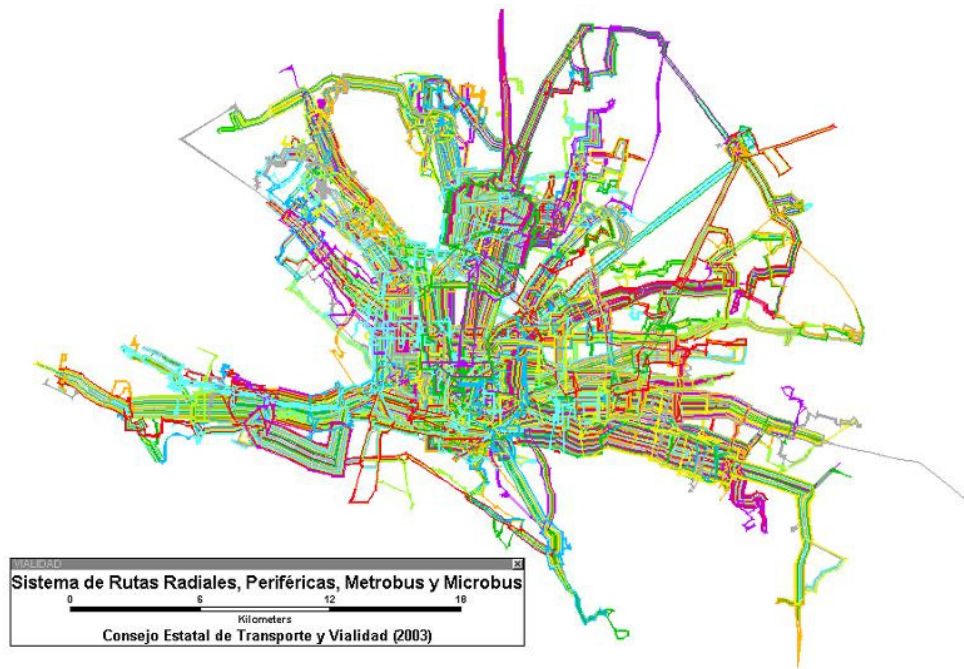 VIALIDAD
Sistema de Rutas Radiales, Periféricas, Metrobus y Microbus
0 6 12 18
Kilometers
Consejo Estatal de Transporte y Vialidad (2003)